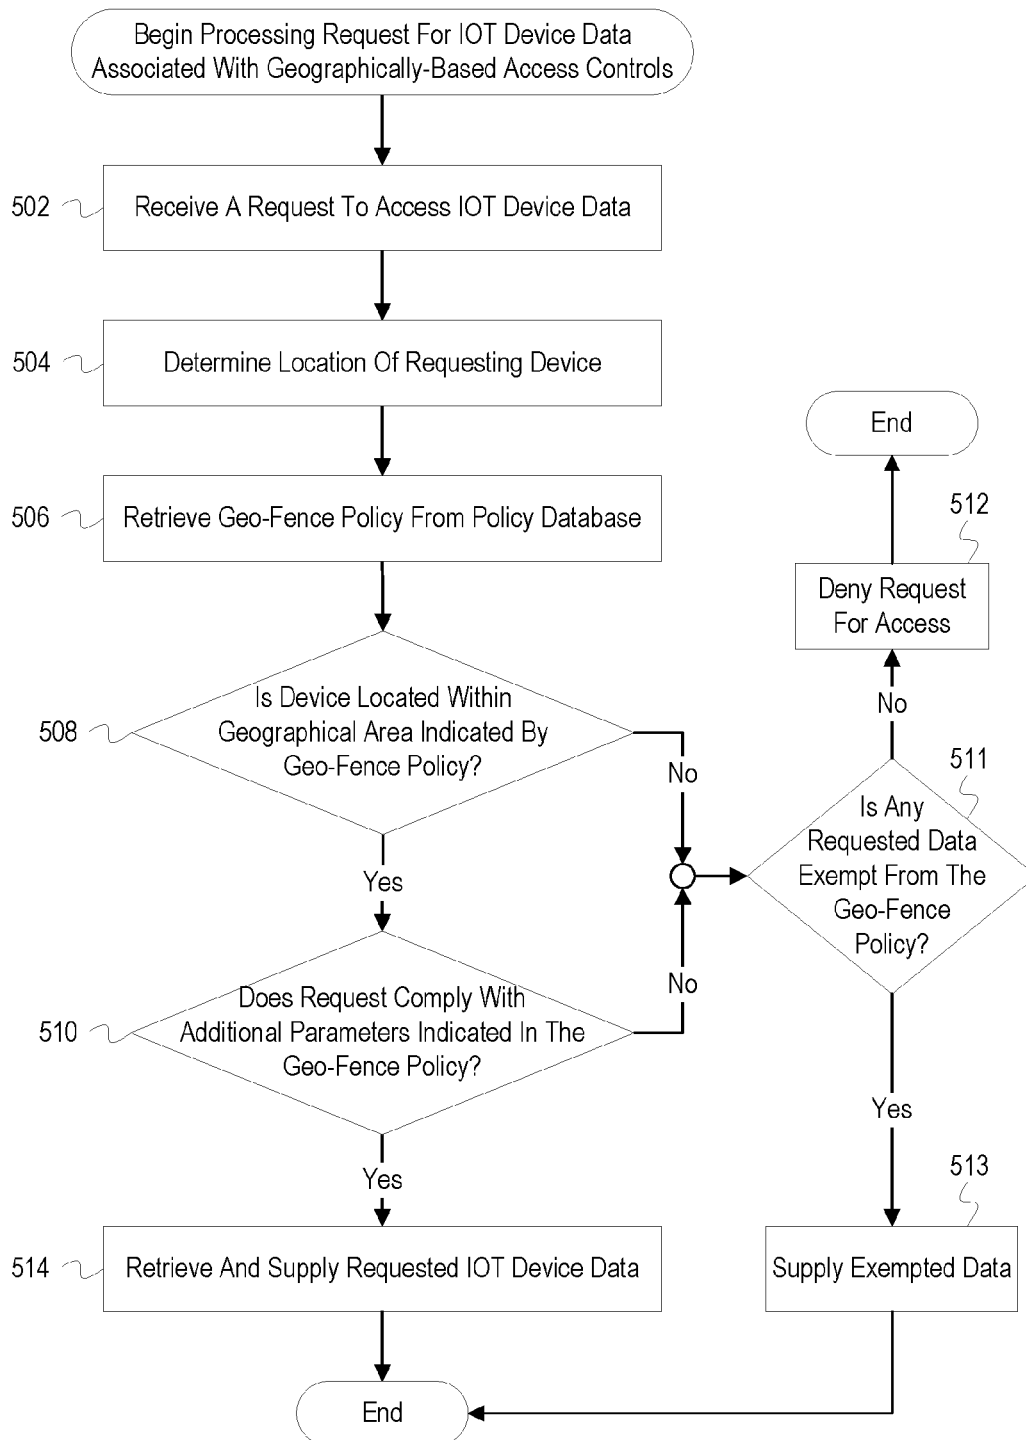 Begin Processing Request For IOT Device Data
Associated With Geographically-Based Access Controls
502
Receive A Request To Access IOT Device Data
504
Determine Location Of Requesting Device
End
506
Retrieve Geo-Fence Policy From Policy Database
512
Deny Request
For Access
No
508
Is Device Located Within
Geographical Area Indicated By
Geo-Fence Policy?
No
511
Is Any
Requested Data
Exempt From The
Geo-Fence
Policy?
Yes
510
Does Request Comply With
Additional Parameters Indicated In The
Geo-Fence Policy?
No
Yes
Yes
513
514
Retrieve And Supply Requested IOT Device Data
Supply Exempted Data
End